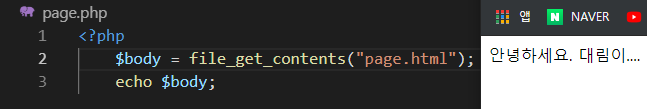 page.php
1 <?php
2 $body = file_get_contents("page.html");
3 echo $body;
앱 N NAVER
안녕하세요. 대림이....